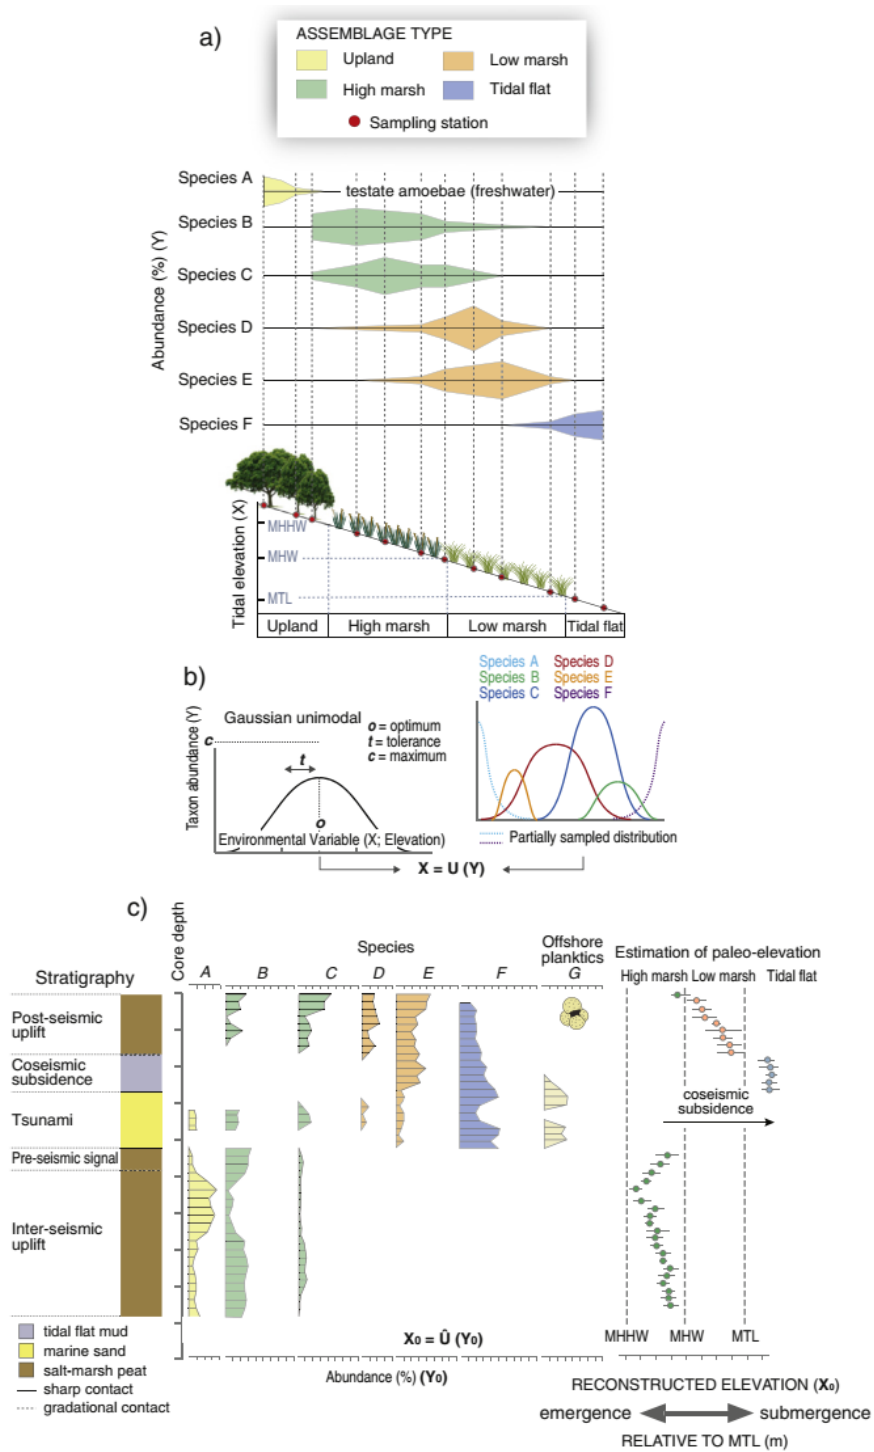 a)
ASSEMBLAGE TYPE
Upland
Low marsh
High marsh
Tidal flat
Sampling station
Abundance (%) (Y)
Species A
testate amoebae (freshwater)
Species B
Species C
Species D
Species E
Species F
Tidal elevation (X)
MHHW
MHW
MTL
Upland
High marsh
Low marsh
Tidal flat
b)
Gaussian unimodal
Taxon abundance (Y)
c
t
o
o = optimum
t = tolerance
c = maximum
Environmental Variable (X; Elevation)
Species A
Species D
Species B
Species E
Species C
Species F
Partially sampled distribution
X = U (Y)
c)
Stratigraphy
Core depth
Species
A
B
C
D
E
F
Offshore
planktics
G
Estimation of paleo-elevation
High marsh
Low marsh
Tidal flat
Post-seismic
uplift
Coseismic
subsidence
Tsunami
Pre-seismic signal
Inter-seismic
uplift
coseismic
subsidence
MHHW
MHW
MTL
tidal flat mud
marine sand
salt-marsh peat
sharp contact
gradational contact
X₀ = Û (Y₀)
Abundance (%) (Y₀)
RECONSTRUCTED ELEVATION (X₀)
emergence
submergence
RELATIVE TO MTL (m)